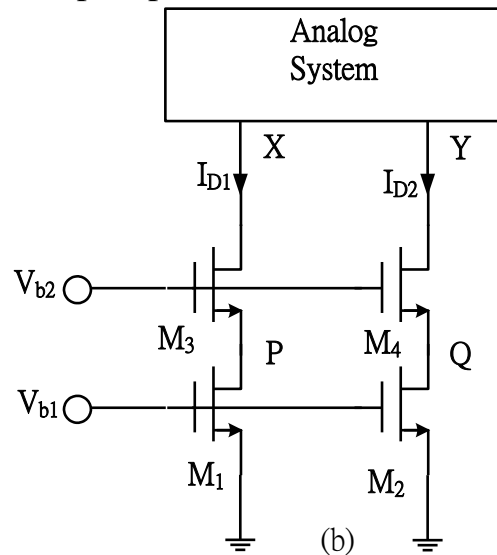 Analog
System
X
Y
I_D1
I_D2
V_b2
M_3
P
M_4
Q
V_b1
M_1
M_2
(b)